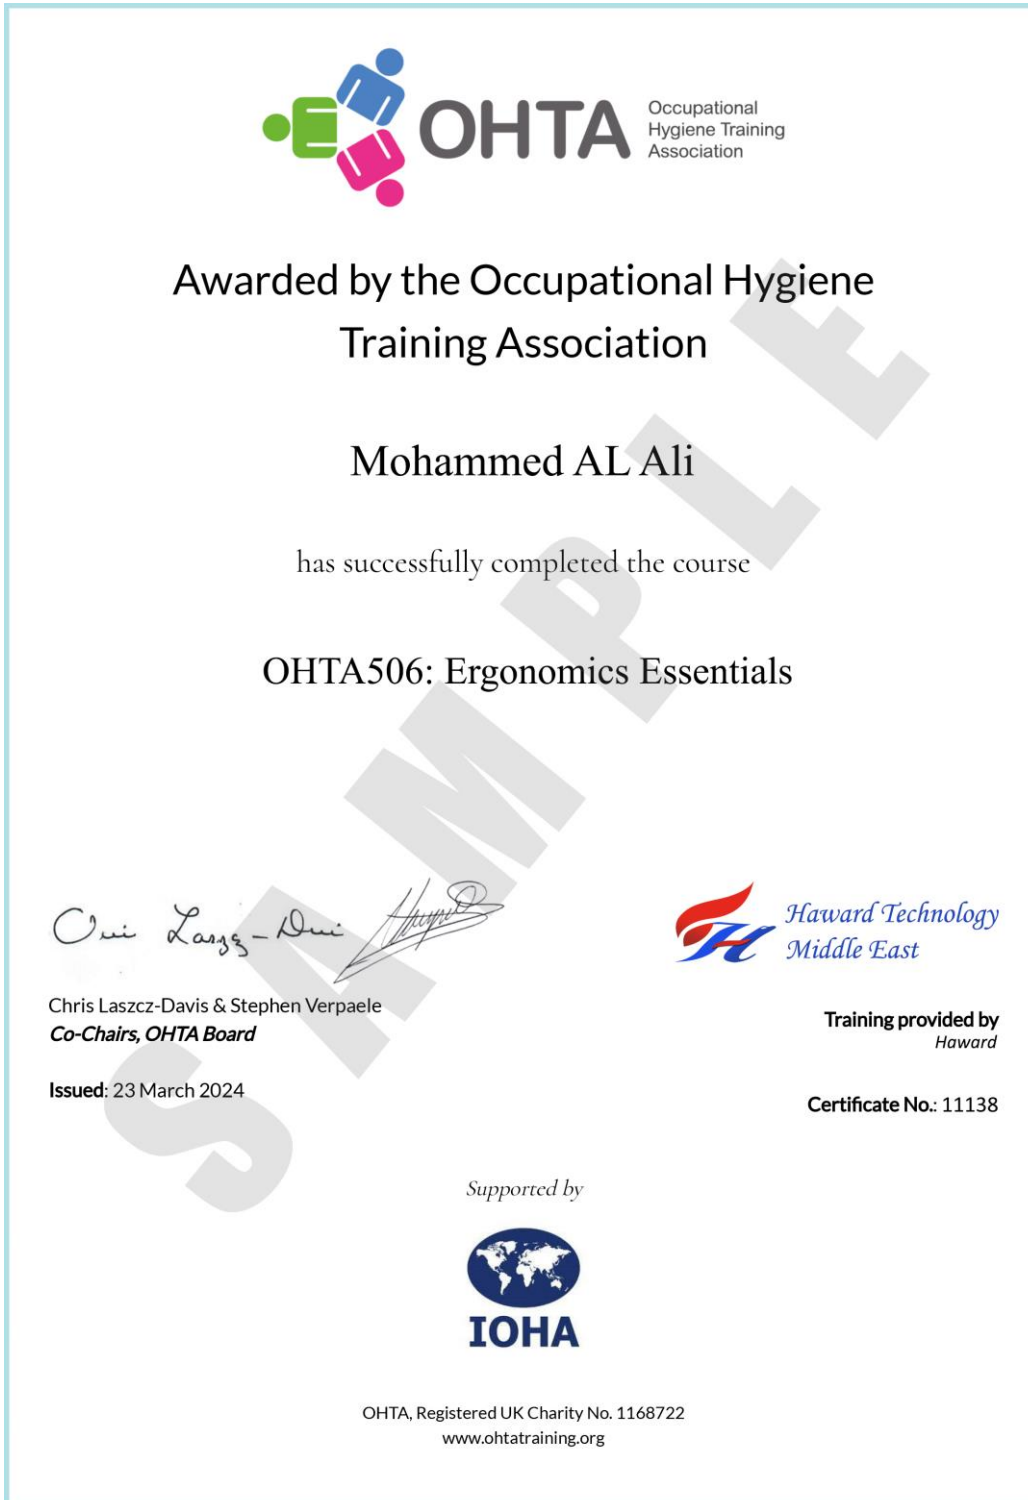 OHTA
Occupational
Hygiene Training
Association
Awarded by the Occupational Hygiene
Training Association
Mohammed AL Ali
has successfully completed the course
OHTA506: Ergonomics Essentials
SAMPLE
Haward Technology
Middle East
Chris Laszcz-Davis & Stephen Verpaele
Co-Chairs, OHTA Board
Issued: 23 March 2024
Training provided by
Haward
Certificate No.: 11138
Supported by
IOHA
OHTA, Registered UK Charity No. 1168722
www.ohtatraining.org